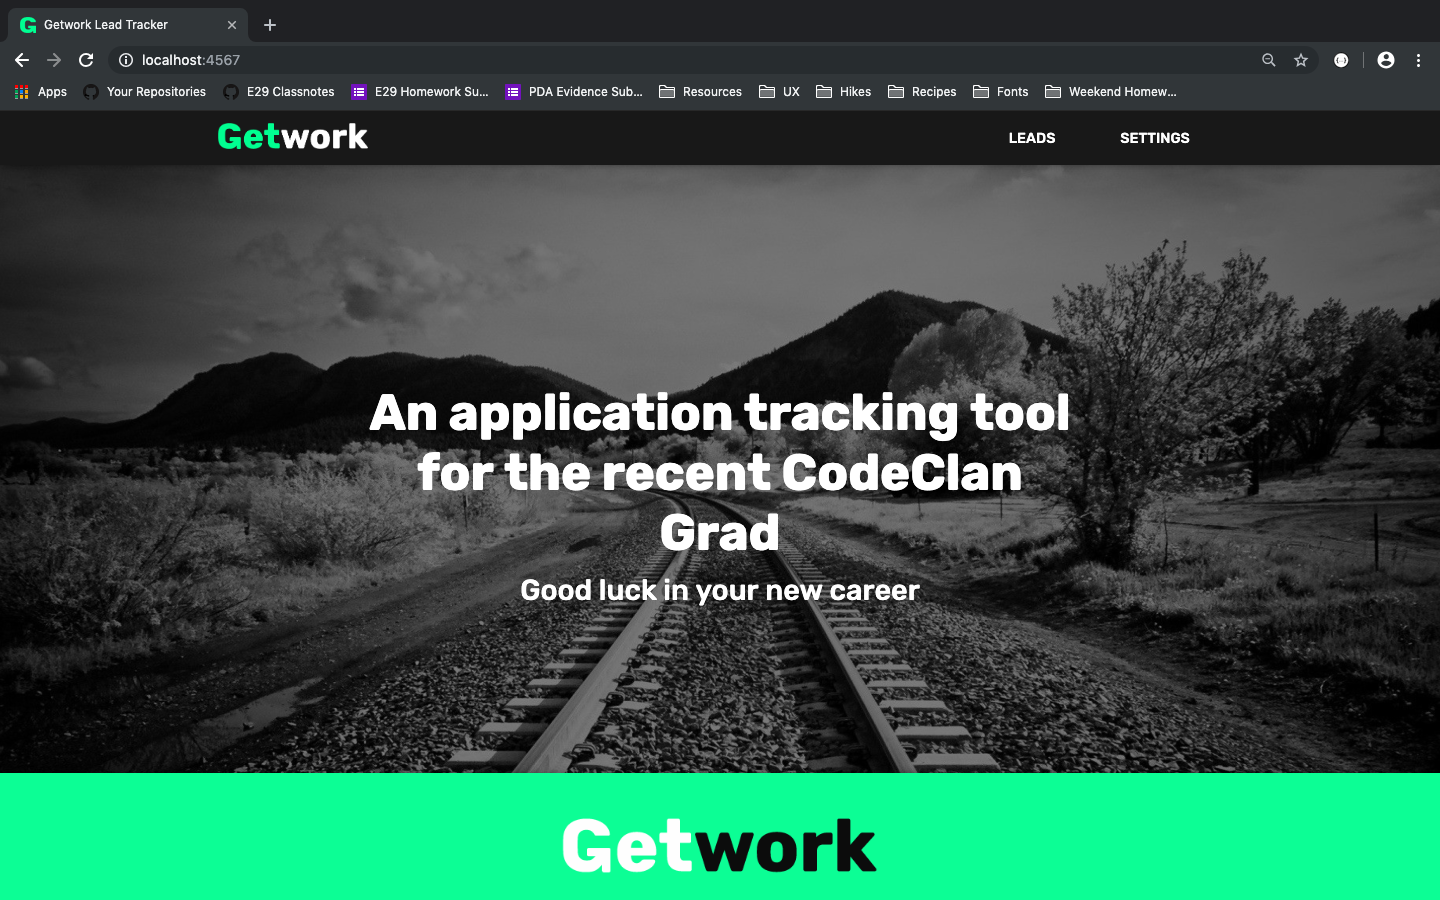 Getwork Lead Tracker
localhost:4567
Apps
Your Repositories
E29 Classnotes
E29 Homework Su...
PDA Evidence Sub...
Resources
UX
Hikes
Recipes
Fonts
Weekend Homew...
Getwork
LEADS
SETTINGS
An application tracking tool
for the recent CodeClan
Grad
Good luck in your new career
Getwork